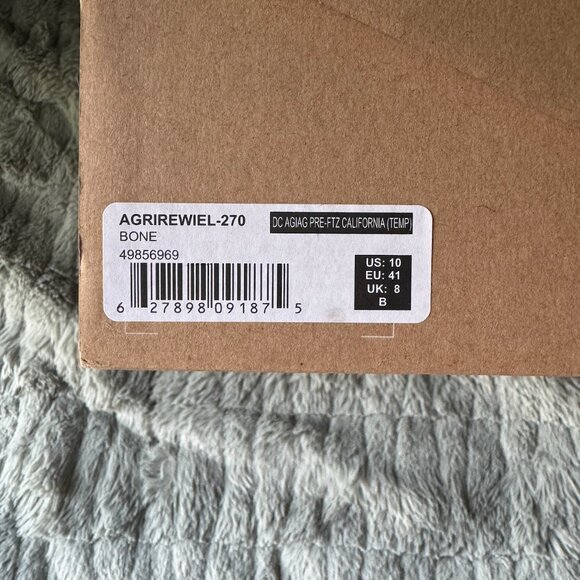 AGRIREWIEL-270
DC AGIAG PRE-FTZ CALIFORNIA (TEMP)
BONE
49856969
6 27898 09187 5
US: 10
EU: 41
UK: 8
B